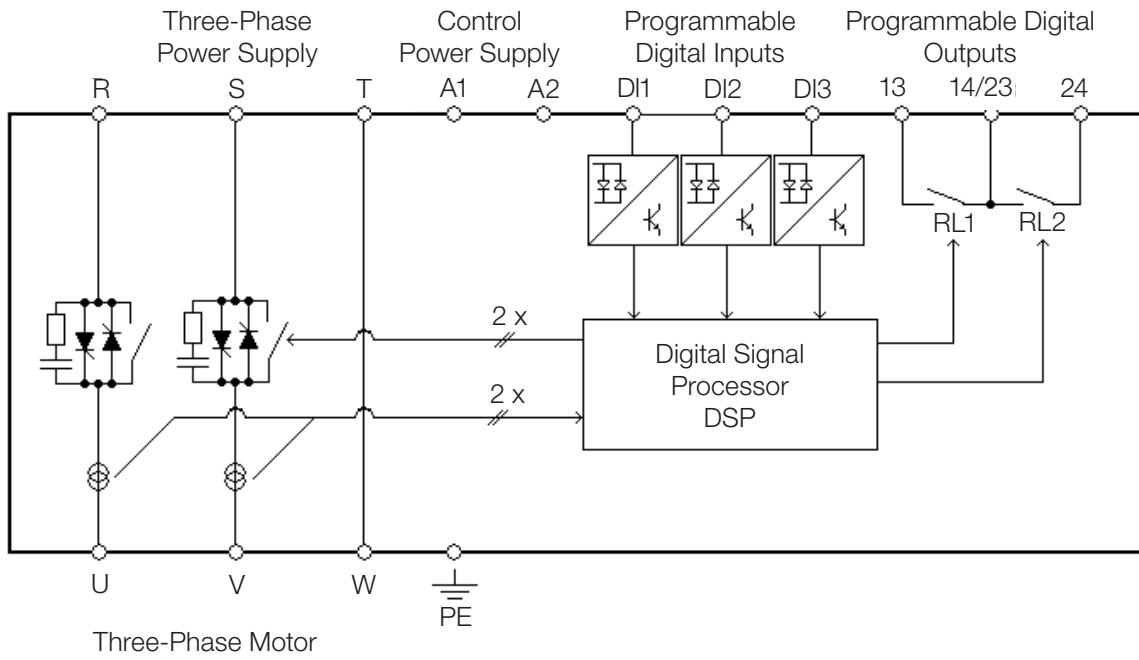 Three-Phase
Power Supply
Control
Power Supply
Programmable
Digital Inputs
Programmable Digital
Outputs
R
S
T
A1
A2
DI1
DI2
DI3
13
14/23
24
RL1
RL2
2 x
2 x
Digital Signal
Processor
DSP
U
V
W
PE
Three-Phase Motor